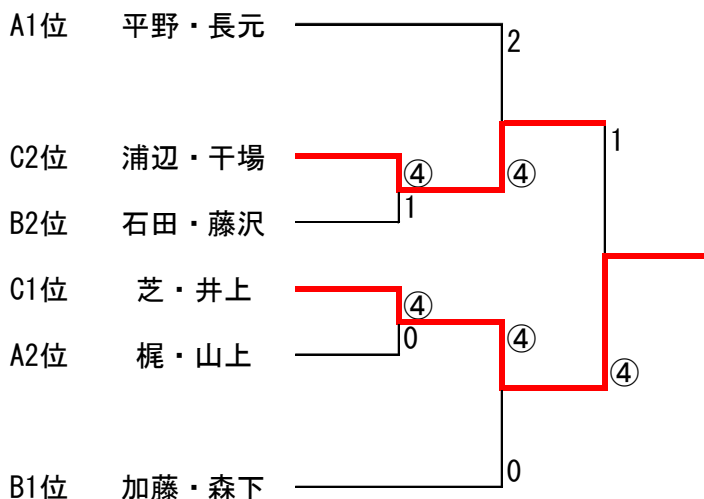 A1位 平野・長元
2
1
C2位 浦辺・干場
④ ④
1
B2位 石田・藤沢
C1位 芝・井上
④
0 ④
A2位 梶・山上
④
0
B1位 加藤・森下